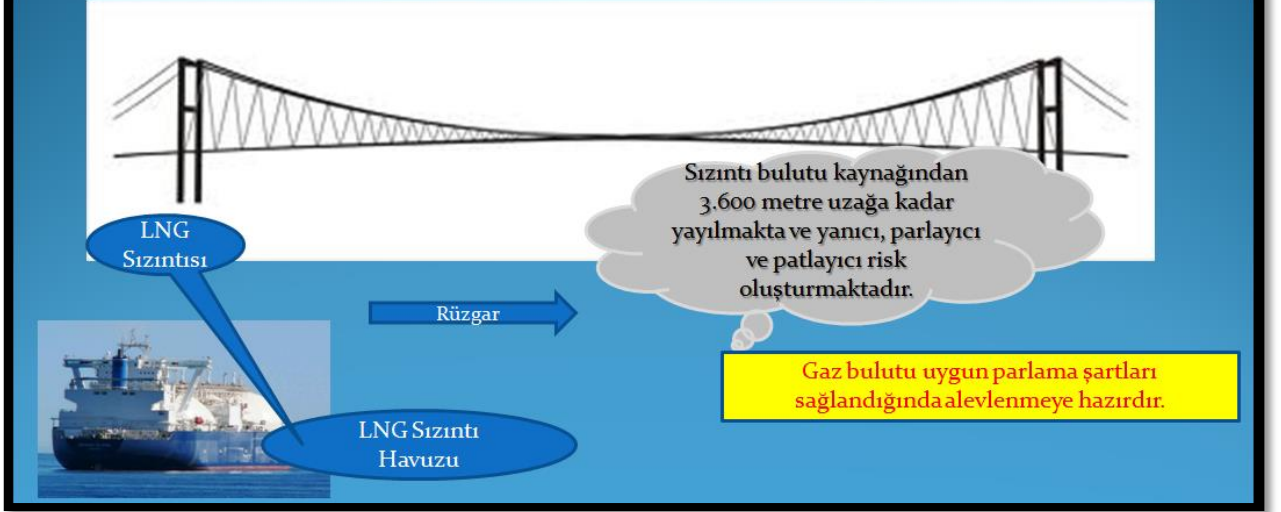 Sızıntı bulutu kaynağından
3.600 metre uzağa kadar
yayılmakta ve yanıcı, parlayıcı
ve patlayıcı risk
oluşturmaktadır.
LNG
Sızıntısı
Rüzgar
Gaz bulutu uygun parlama şartları
sağlandığında alevlenmeye hazırdır.
LNG Sızıntı
Havuzu